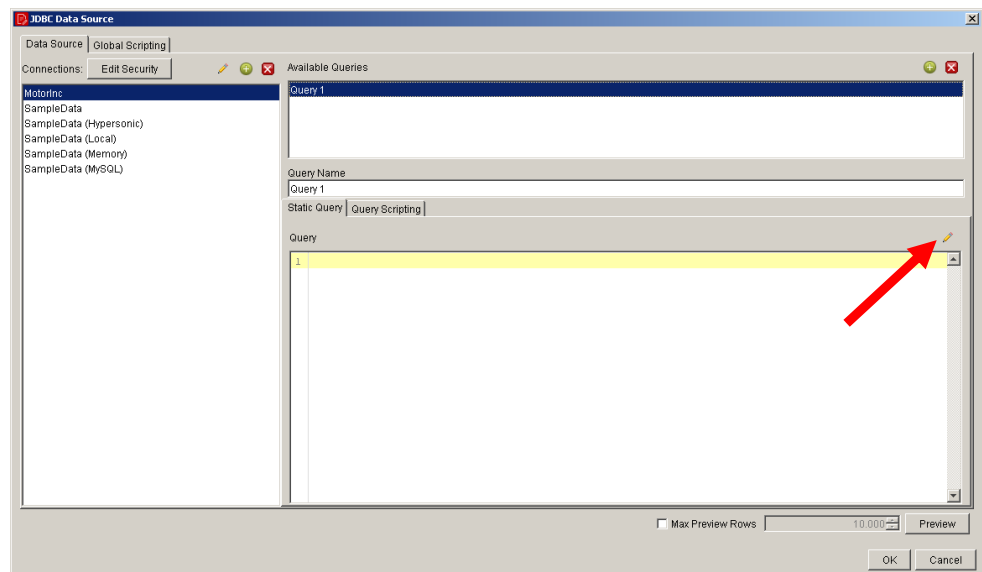 JDBC Data Source
Data Source Global Scripting
Connections: Edit Security
MotorInc
SampleData
SampleData (Hypersonic)
SampleData (Local)
SampleData (Memory)
SampleData (MySQL)
Available Queries
Query 1
Query Name
Query 1
Static Query Query Scripting
Query
1
Max Preview Rows 10.000 Preview
OK Cancel